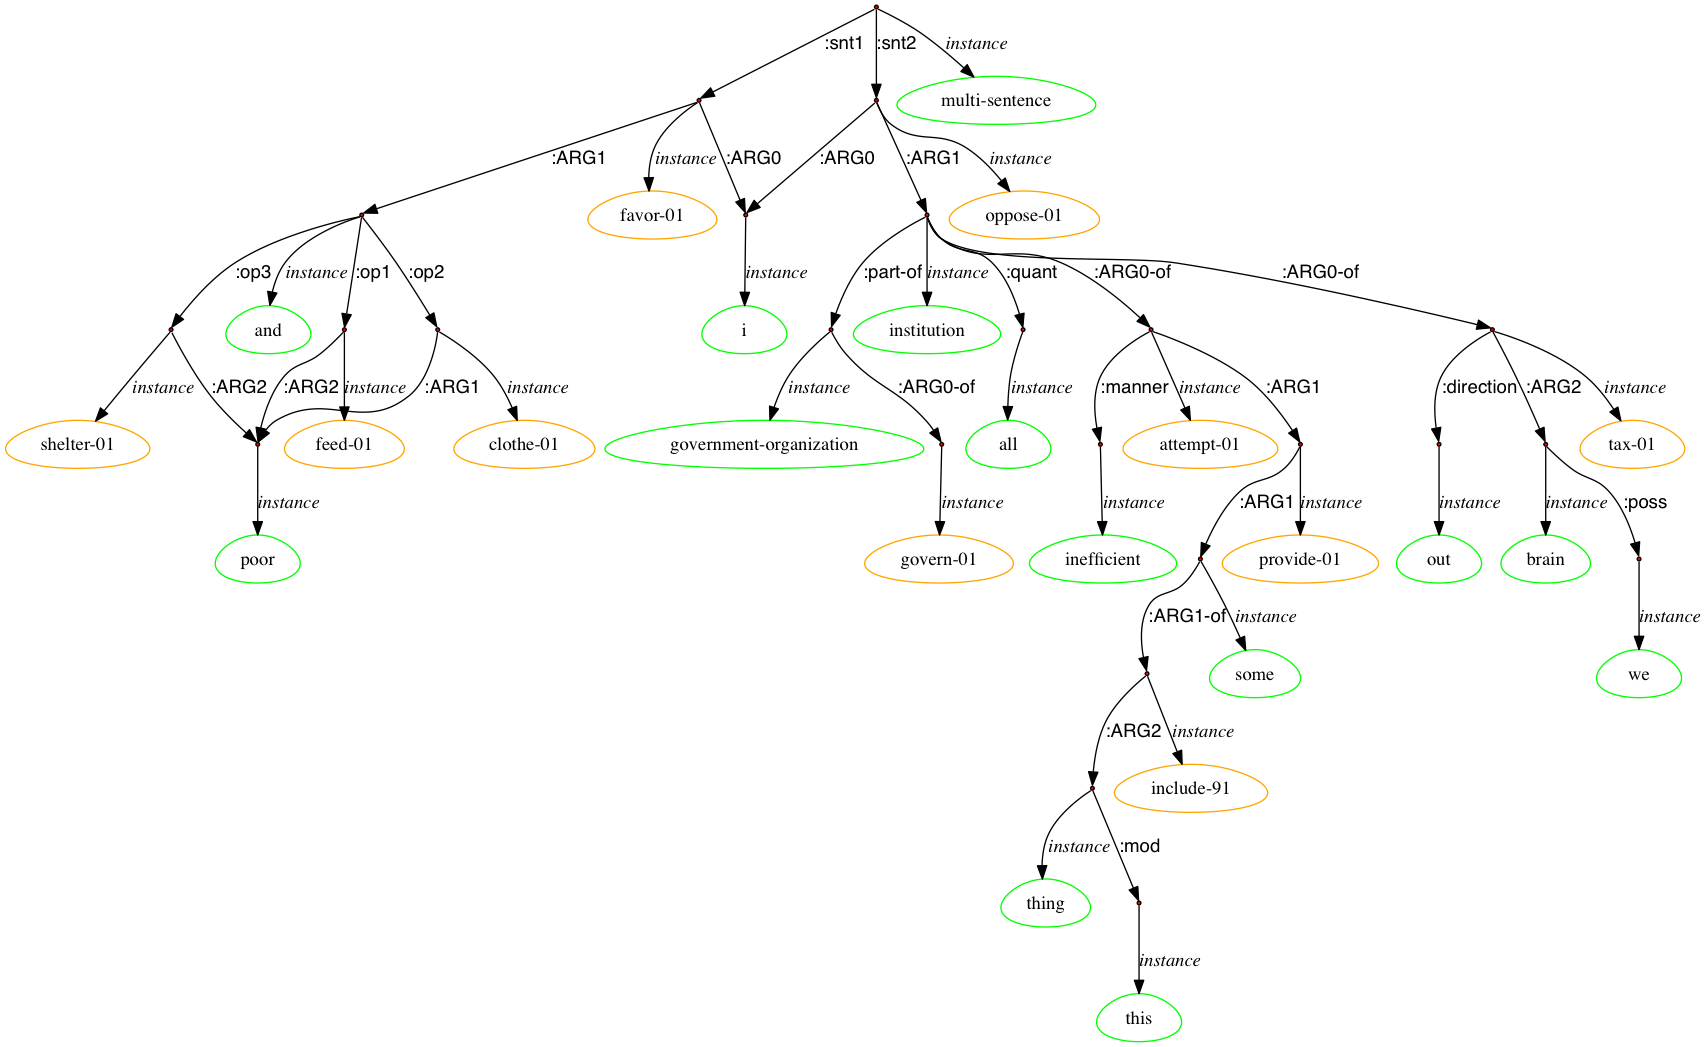 :snt1 :snt2 instance
multi-sentence
:ARG1 instance :ARG0 :ARG0 :ARG1 instance
favor-01 oppose-01
:op3 instance :op1 :op2 instance :part-of instance :quant :ARG0-of :ARG0-of
and i institution
instance :ARG2 :ARG2 instance :ARG1 instance instance :ARG0-of instance :manner instance :ARG1 :direction :ARG2 instance
shelter-01 feed-01 clothe-01 government-organization all attempt-01 tax-01
instance instance instance :ARG1 instance instance instance :poss
poor govern-01 inefficient provide-01 out brain
:ARG1-of instance instance
some we
:ARG2 instance
include-91
instance :mod
thing
instance
this